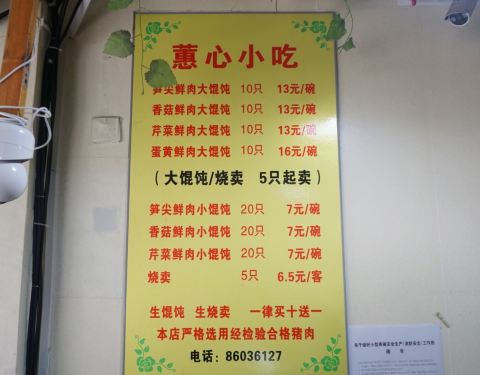 蕙心小吃
笋尖鲜肉大馄饨 10只 13元/碗
香菇鲜肉大馄饨 10只 13元/碗
芹菜鲜肉大馄饨 10只 13元/碗
蛋黄鲜肉大馄饨 10只 16元/碗
（大馄饨/烧卖 5只起卖）
笋尖鲜肉小馄饨 20只 7元/碗
香菇鲜肉小馄饨 20只 7元/碗
芹菜鲜肉小馄饨 20只 7元/碗
烧卖 5只 6.5元/客
生馄饨 生烧卖 一律买十送一
本店严格选用经检验合格猪肉
电话：86036127